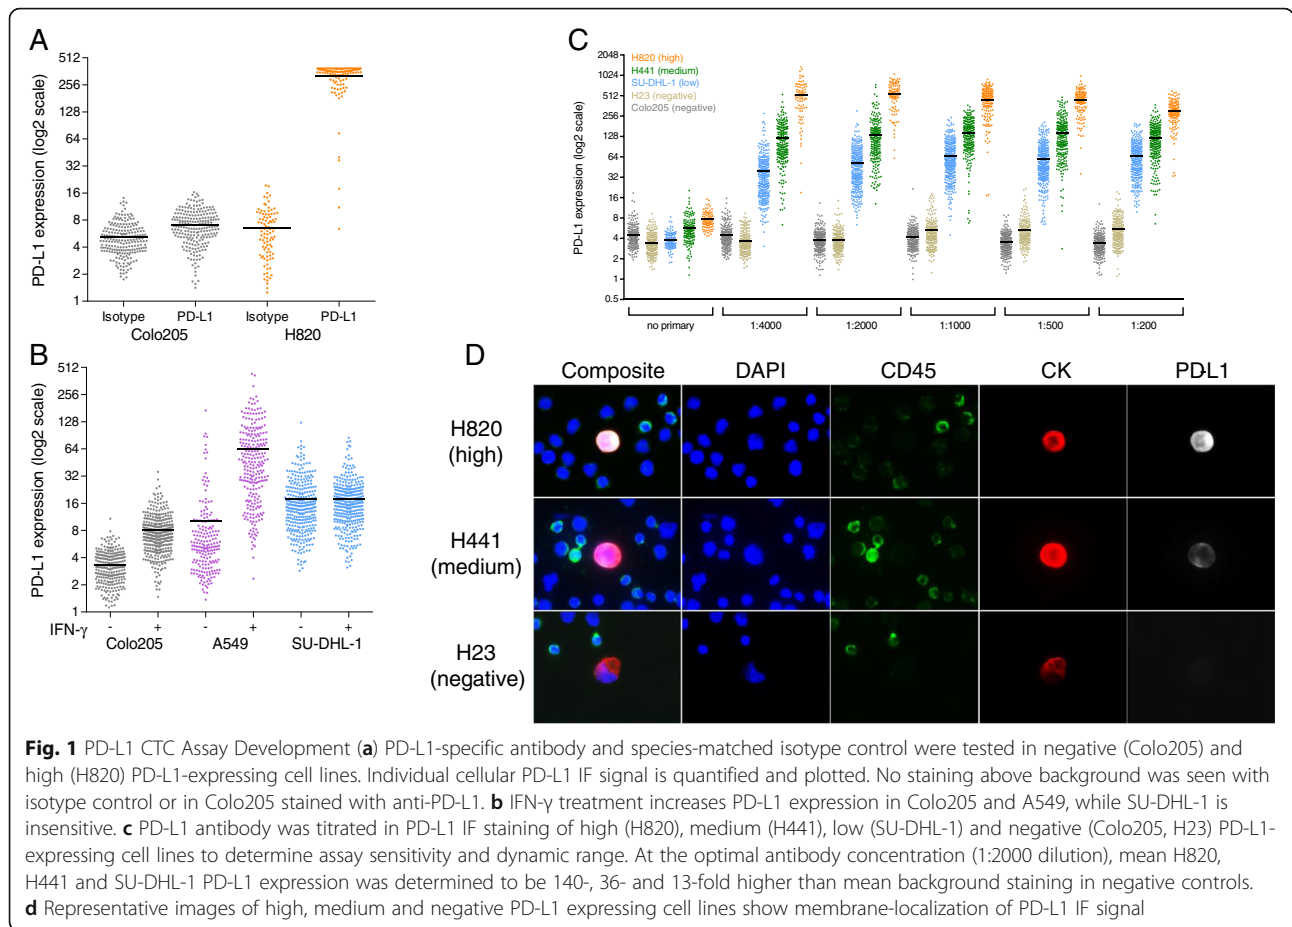 A
512
256
128
64
32
16
8
4
2
1
PD-L1 expression (log2 scale)
Isotype PD-L1 Isotype PD-L1
Colo205 H820
B
512
256
128
64
32
16
8
4
2
1
PD-L1 expression (log2 scale)
IFN-γ - + - + - +
Colo205 A549 SU-DHL-1
C
2048
1024
512
256
128
64
32
16
8
4
2
1
0.5
PD-L1 expression (log2 scale)
H820 (high)
H441 (medium)
SU-DHL-1 (low)
H23 (negative)
Colo205 (negative)
no primary 1:4000 1:2000 1:1000 1:500 1:200
D
Composite DAPI CD45 CK PD-L1
H820
(high)
H441
(medium)
H23
(negative)
Fig. 1 PD-L1 CTC Assay Development (a) PD-L1-specific antibody and species-matched isotype control were tested in negative (Colo205) and
high (H820) PD-L1-expressing cell lines. Individual cellular PD-L1 IF signal is quantified and plotted. No staining above background was seen with
isotype control or in Colo205 stained with anti-PD-L1. b IFN-γ treatment increases PD-L1 expression in Colo205 and A549, while SU-DHL-1 is
insensitive. c PD-L1 antibody was titrated in PD-L1 IF staining of high (H820), medium (H441), low (SU-DHL-1) and negative (Colo205, H23) PD-L1-
expressing cell lines to determine assay sensitivity and dynamic range. At the optimal antibody concentration (1:2000 dilution), mean H820,
H441 and SU-DHL-1 PD-L1 expression was determined to be 140-, 36- and 13-fold higher than mean background staining in negative controls.
d Representative images of high, medium and negative PD-L1 expressing cell lines show membrane-localization of PD-L1 IF signal